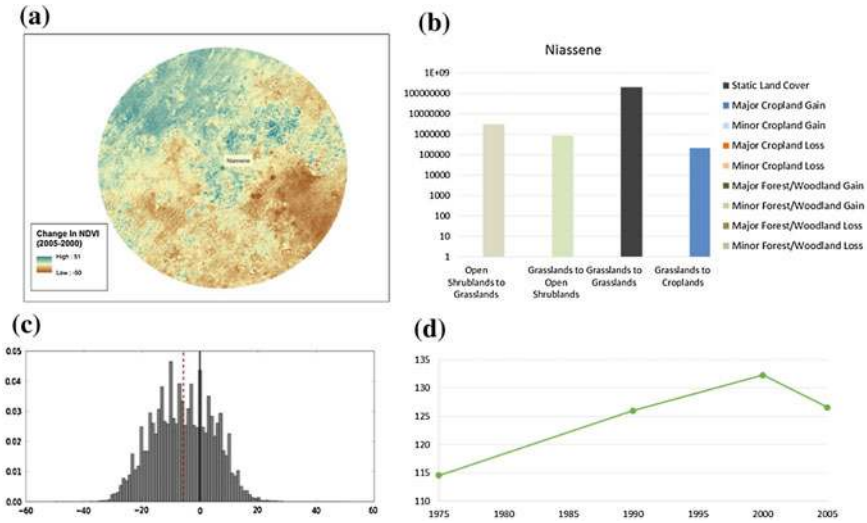 (a)
Niassene
Change In NDVI
(2005-2000)
High : 51
Low : -50
(b)
Niassene
1E+09
100000000
10000000
1000000
100000
10000
1000
100
10
1
Open
Shrublands to
Grasslands
Grasslands to
Open
Shrublands
Grasslands to
Grasslands
Grasslands to
Croplands
Static Land Cover
Major Cropland Gain
Minor Cropland Gain
Major Cropland Loss
Minor Cropland Loss
Major Forest/Woodland Gain
Minor Forest/Woodland Gain
Major Forest/Woodland Loss
Minor Forest/Woodland Loss
(c)
0.05
0.04
0.03
0.02
0.01
0.00
−60 −40 −20 0 20 40 60
(d)
135
130
125
120
115
110
1975 1980 1985 1990 1995 2000 2005